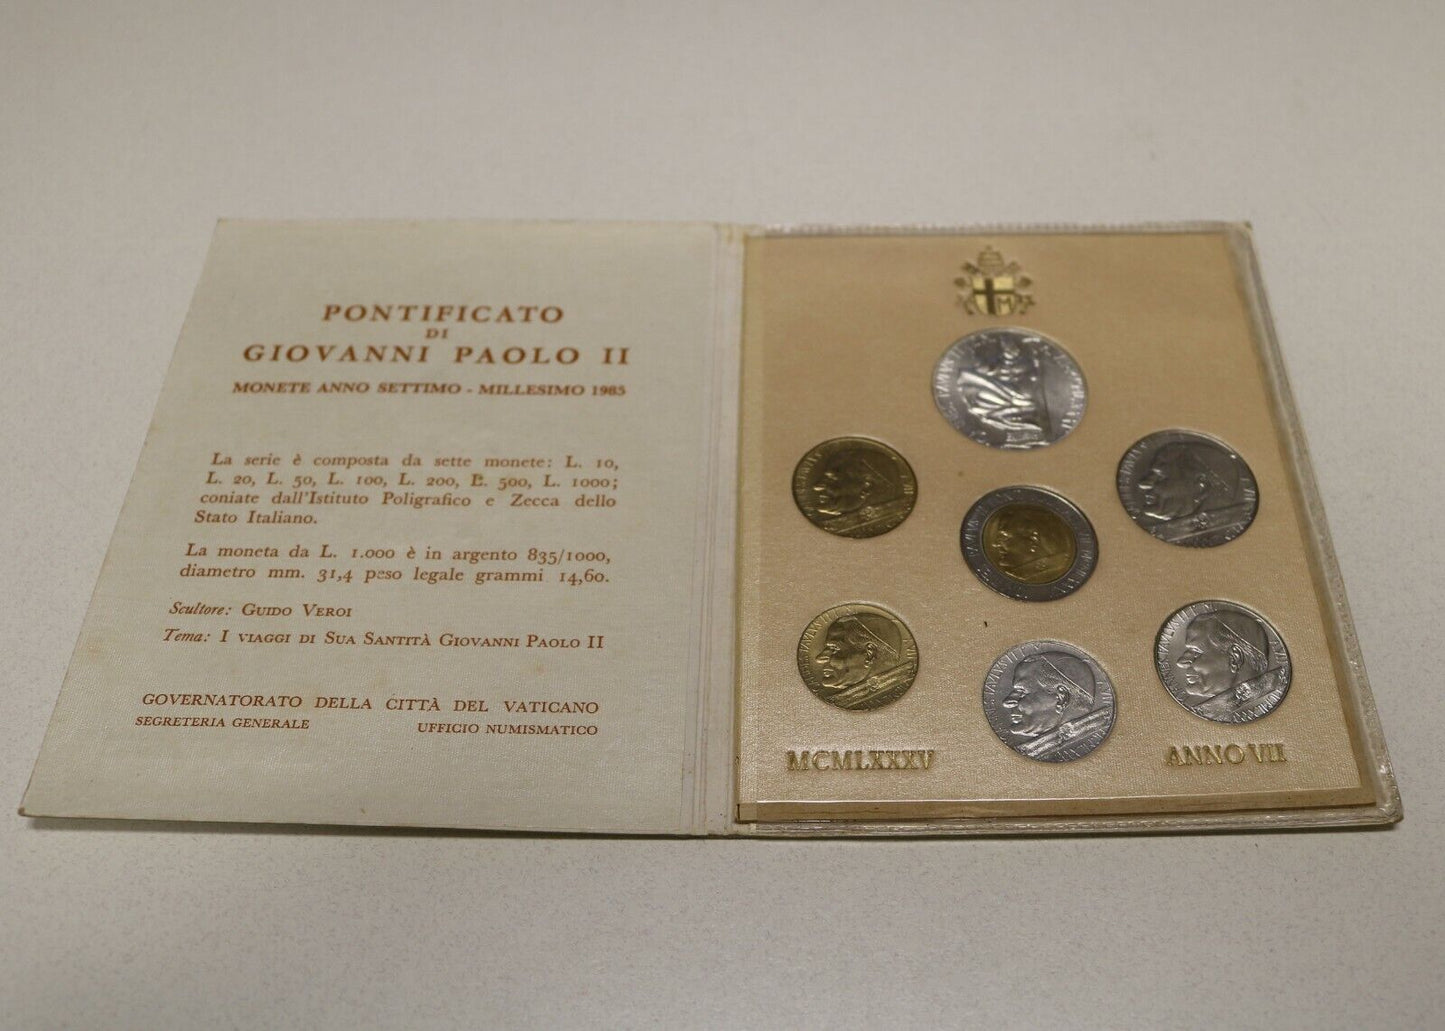 PONTIFICATO
DI
GIOVANNI PAOLO II
MONETE ANNO SETTIMO - MILLESIMO 1985
La serie è composta da sette monete: L. 10,
L. 20, L. 50, L. 100, L. 200, L. 500, L. 1000;
coniate dall'Istituto Poligrafico e Zecca dello
Stato Italiano.
La moneta da L. 1.000 è in argento 835/1000,
diametro mm. 31,4 peso legale grammi 14,60.
Scultore: GUIDO VEROI
Tema: I VIAGGI DI SUA SANTITÀ GIOVANNI PAOLO II
GOVERNATORATO DELLA CITTÀ DEL VATICANO
SEGRETERIA GENERALE UFFICIO NUMISMATICO
M
MCMLXXXV
ANNO VII